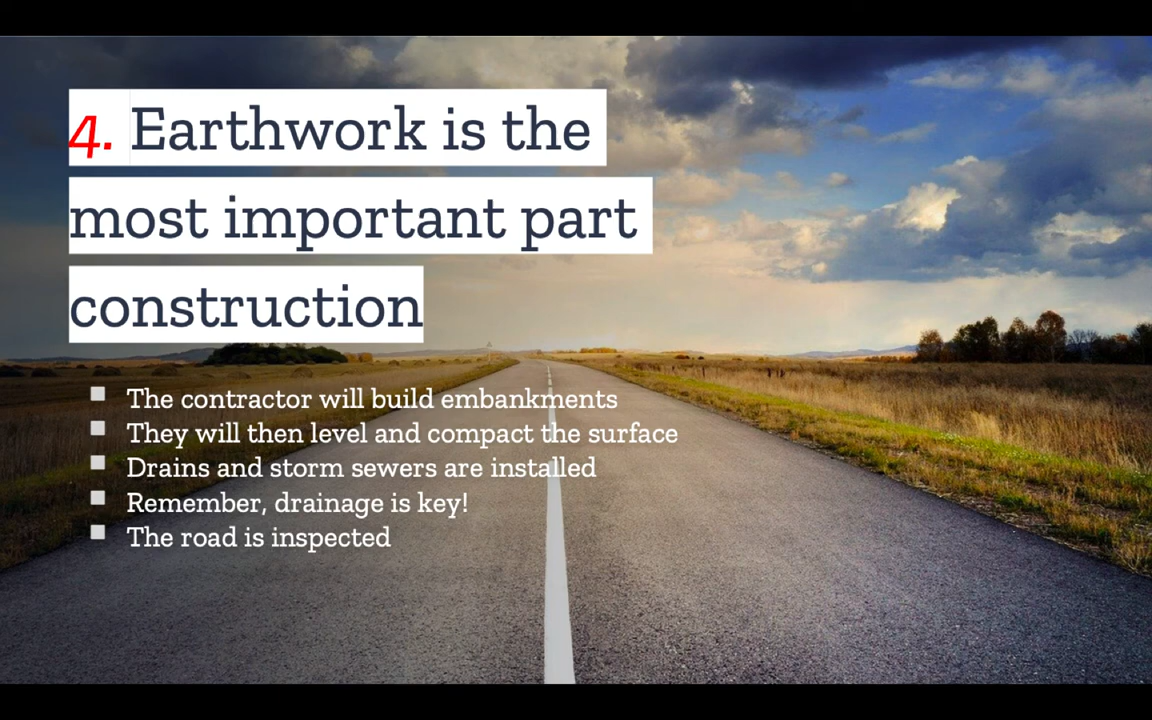 4. Earthwork is the
most important part
construction
The contractor will build embankments
They will then level and compact the surface
Drains and storm sewers are installed
Remember, drainage is key!
The road is inspected